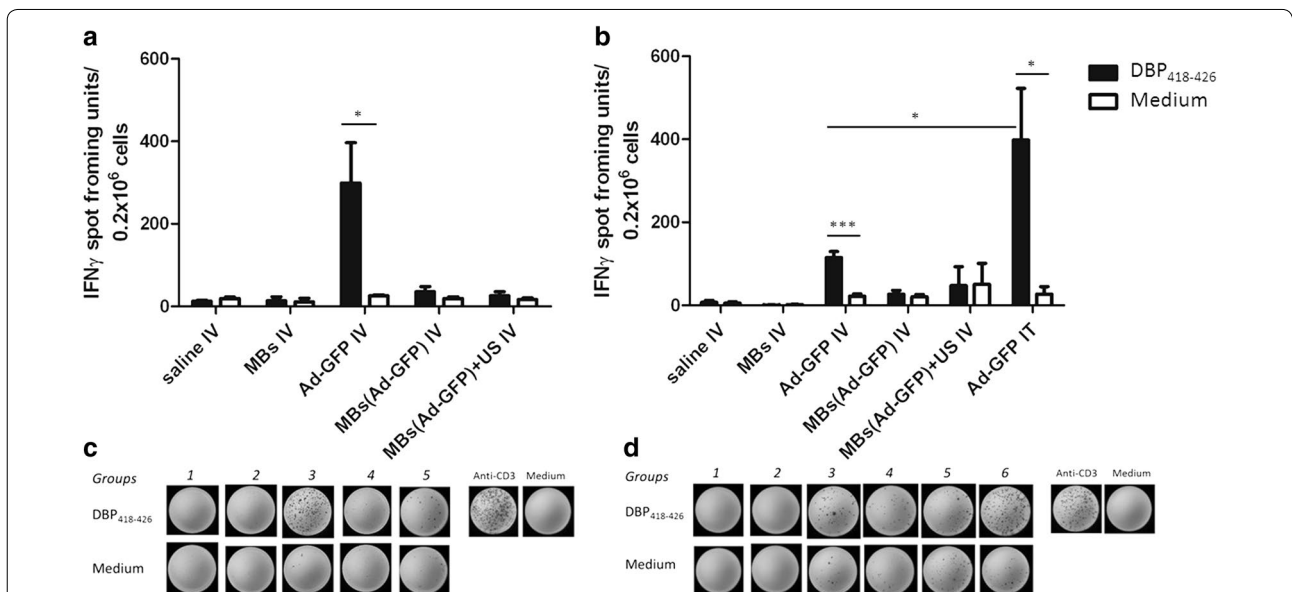 a
IFNγ spot froming units/
0.2x10⁶ cells
600
400
200
0
*
saline IV
MBs IV
Ad-GFP IV
MBs(Ad-GFP) IV
MBs(Ad-GFP)+US IV
b
IFNγ spot froming units/
0.2x10⁶ cells
600
400
200
0
***
*
*
saline IV
MBs IV
Ad-GFP IV
MBs(Ad-GFP) IV
MBs(Ad-GFP)+US IV
Ad-GFP IT
DBP₄₁₈₋₄₂₆
Medium
c
Groups 1 2 3 4 5 Anti-CD3 Medium
DBP₄₁₈₋₄₂₆
Medium
d
Groups 1 2 3 4 5 6 Anti-CD3 Medium
DBP₄₁₈₋₄₂₆
Medium